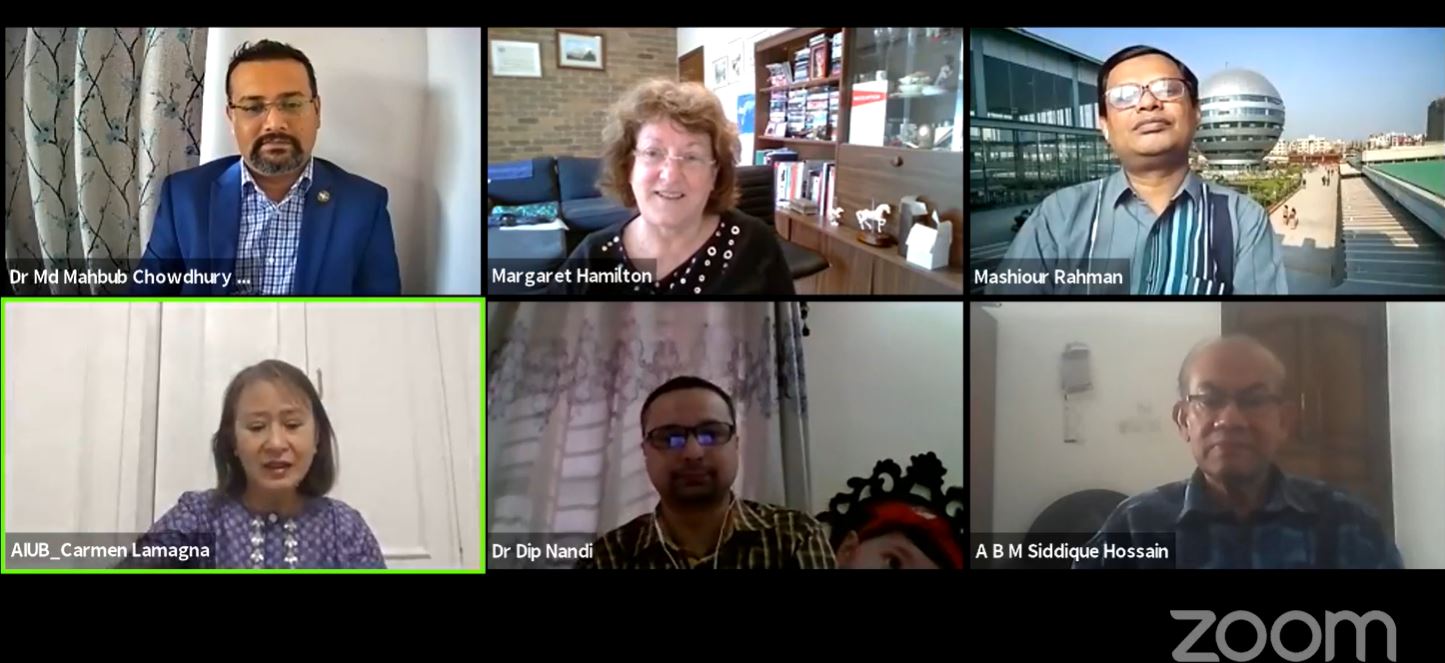 Dr Md Mahbub Chowdhury ...
Margaret Hamilton
Mashiour Rahman
AIUB_Carmen Lamagna
Dr Dip Nandi
A B M Siddique Hossain
zoom